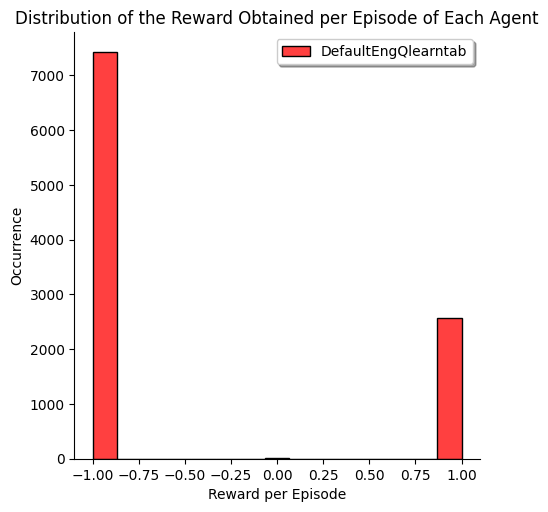 Distribution of the Reward Obtained per Episode of Each Agent
DefaultEngQlearntab
7000
6000
5000
4000
3000
2000
1000
0
Occurrence
−1.00 −0.75 −0.50 −0.25 0.00 0.25 0.50 0.75 1.00
Reward per Episode